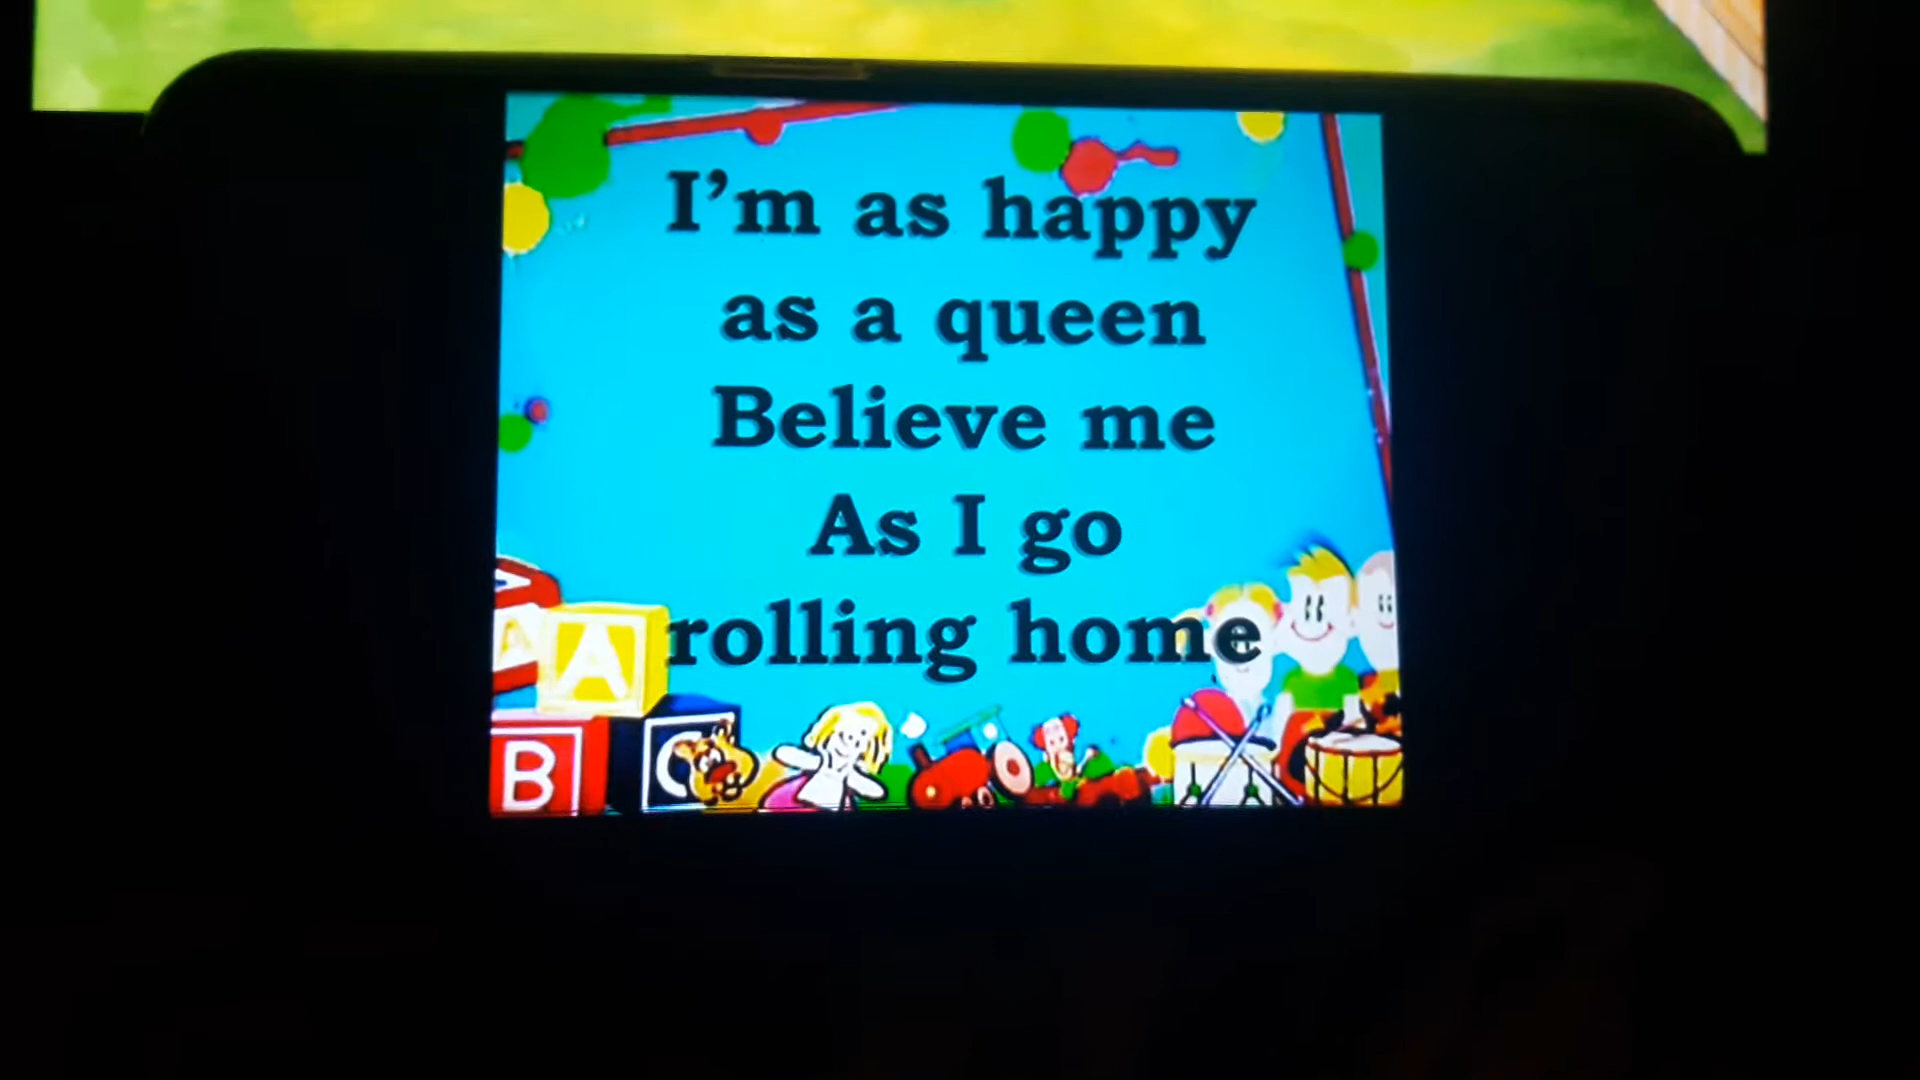 I'm as happy
as a queen
Believe me
As I go
rolling home
A
B
C